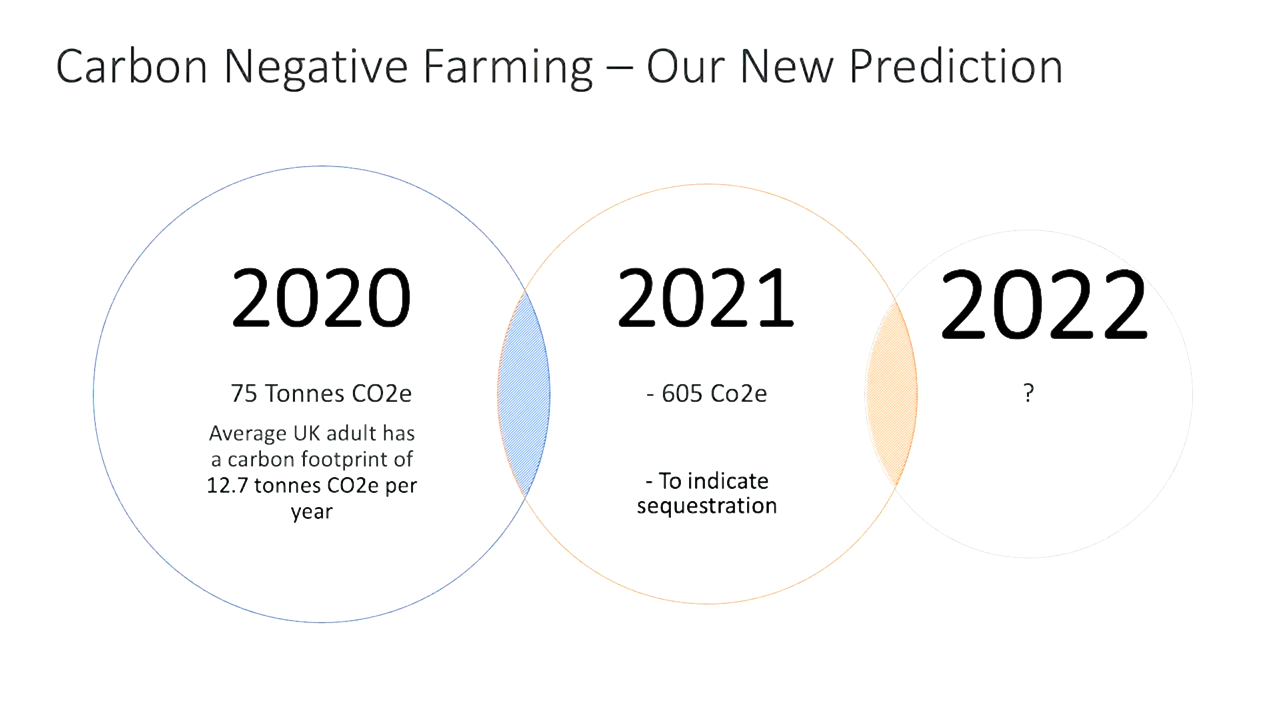 Carbon Negative Farming – Our New Prediction
2020
75 Tonnes CO2e
Average UK adult has
a carbon footprint of
12.7 tonnes CO2e per
year
2021
- 605 Co2e
- To indicate
sequestration
2022
?